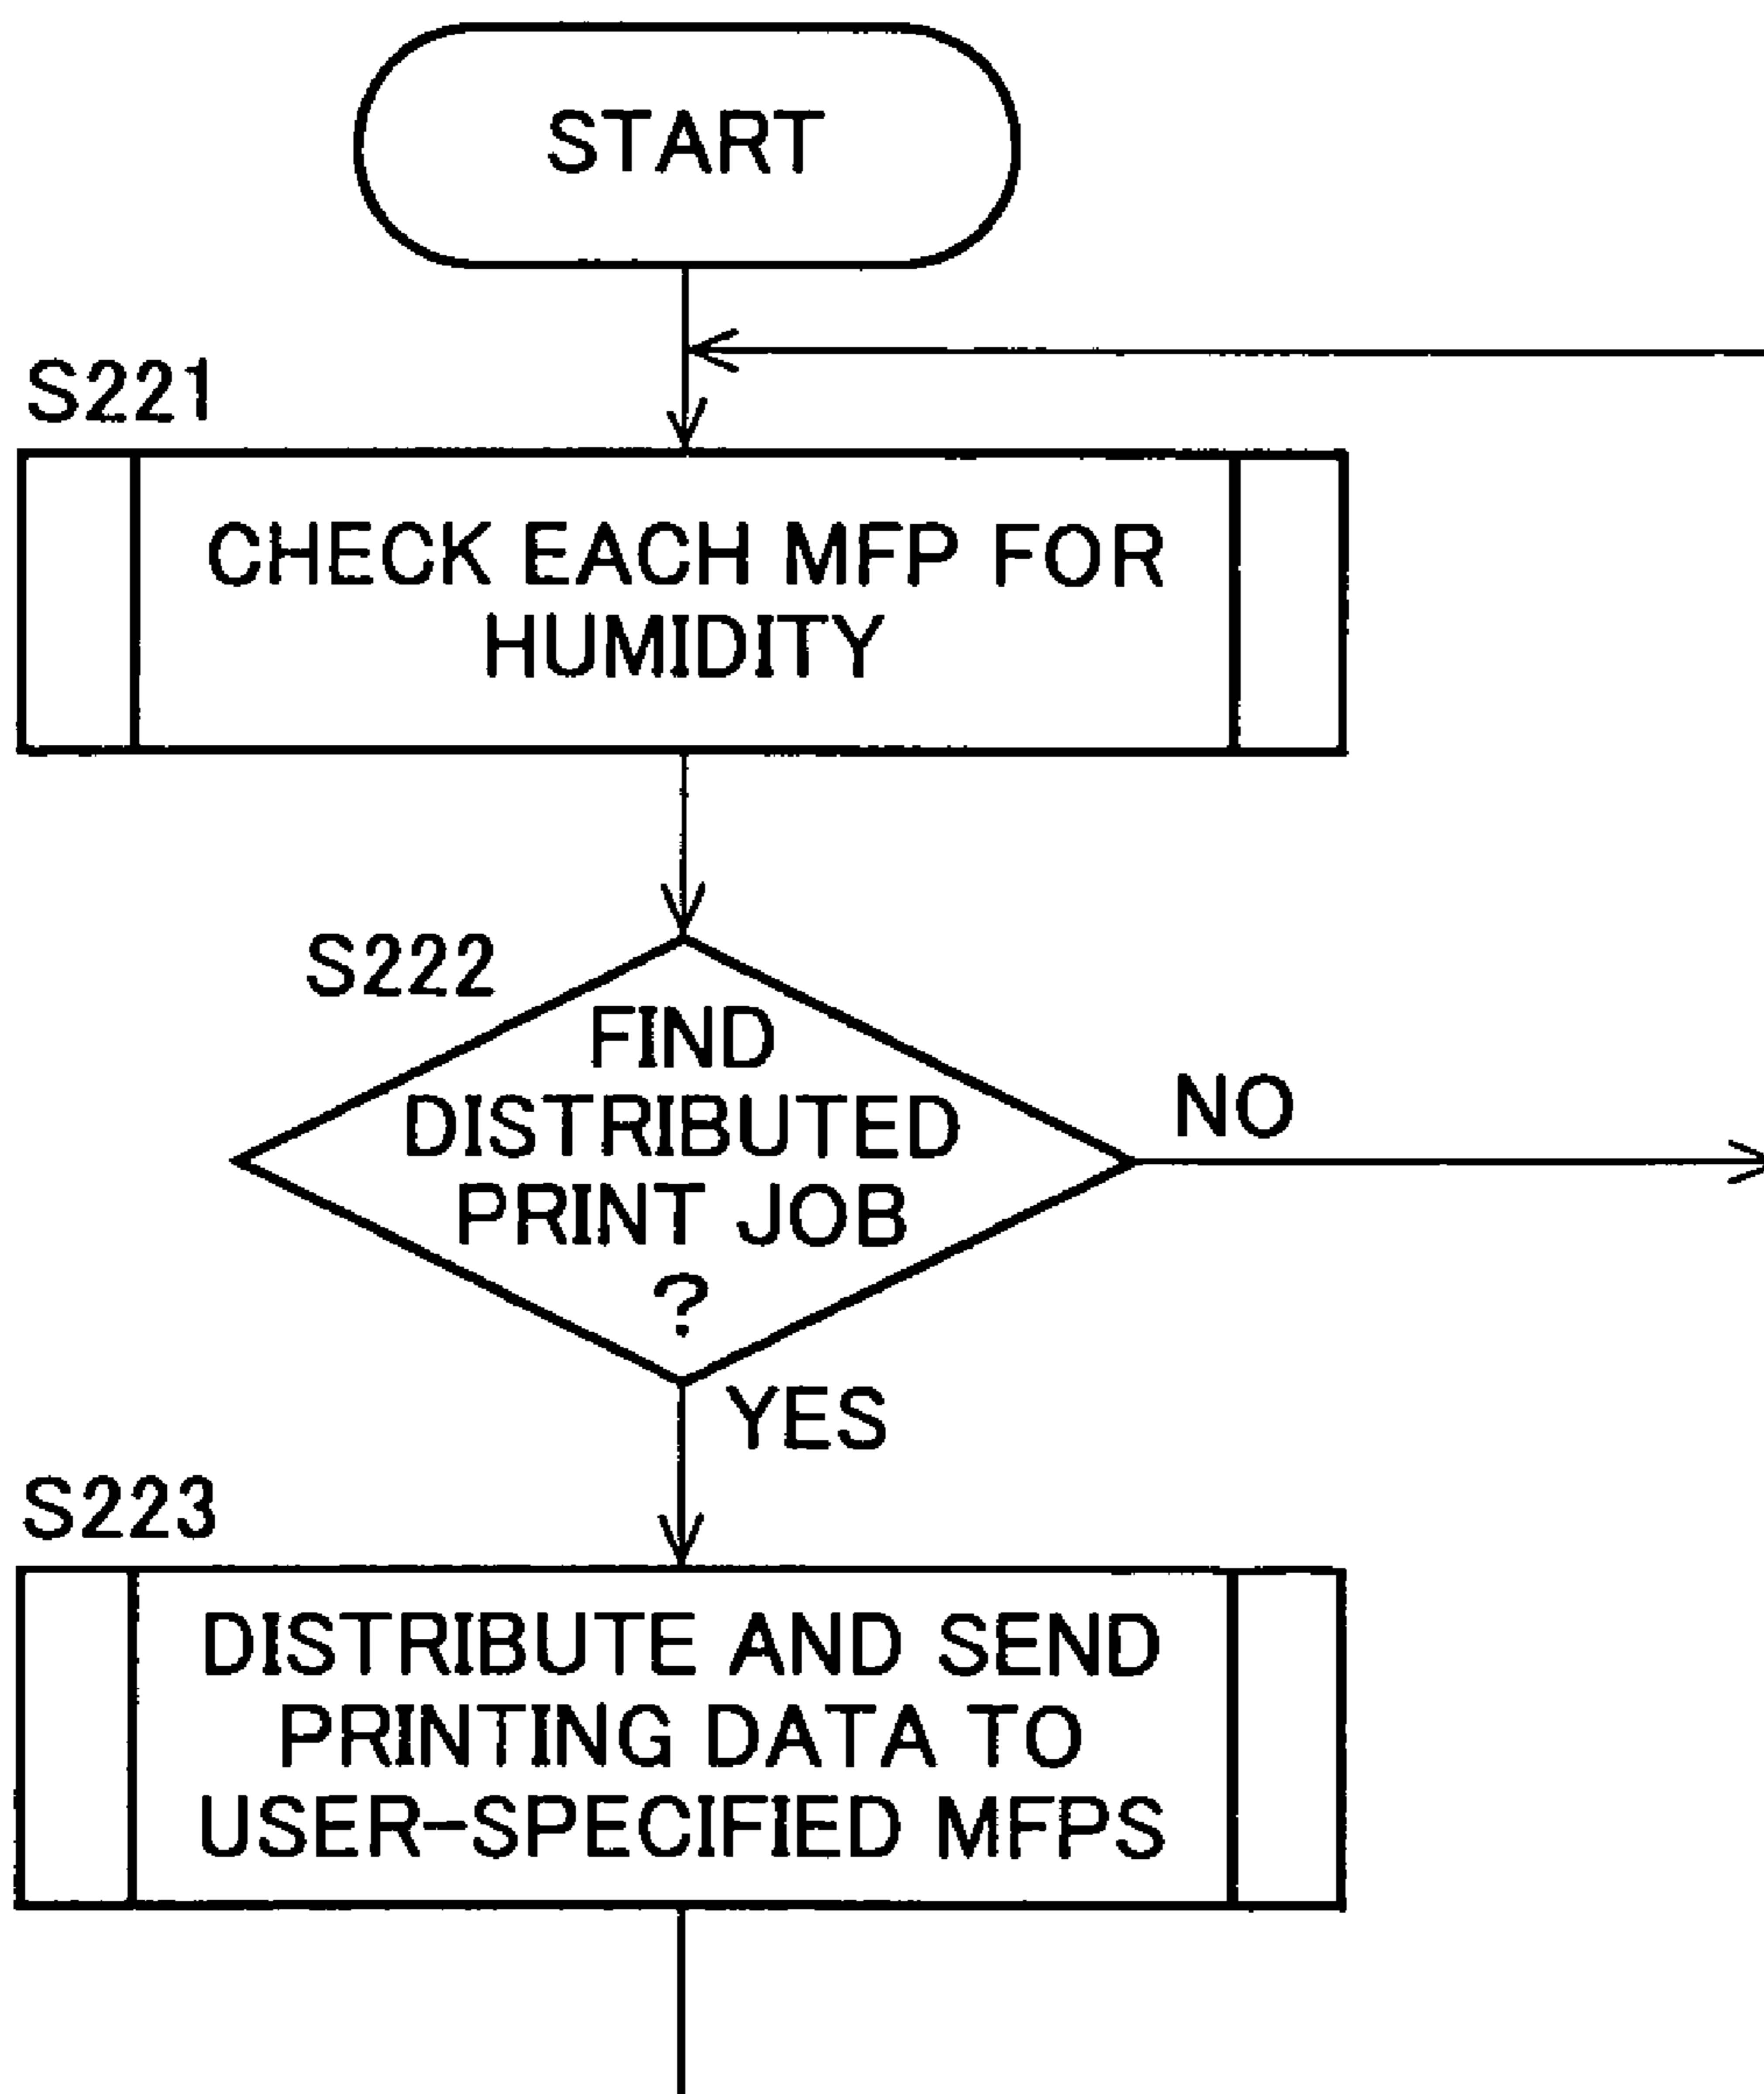 START
S221
CHECK EACH MFP FOR
HUMIDITY
S222
FIND
DISTRIBUTED
PRINT JOB
?
NO
YES
S223
DISTRIBUTE AND SEND
PRINTING DATA TO
USER-SPECIFIED MFPS